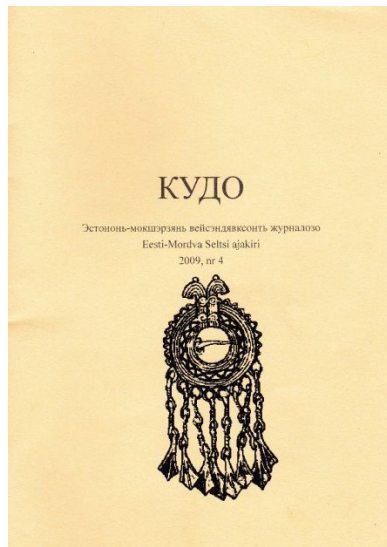 КУДО
Эстононь-мокшэрзянь вейсэндявксонть журналозо
Eesti-Mordva Seltsi ajakiri
2009, nr 4